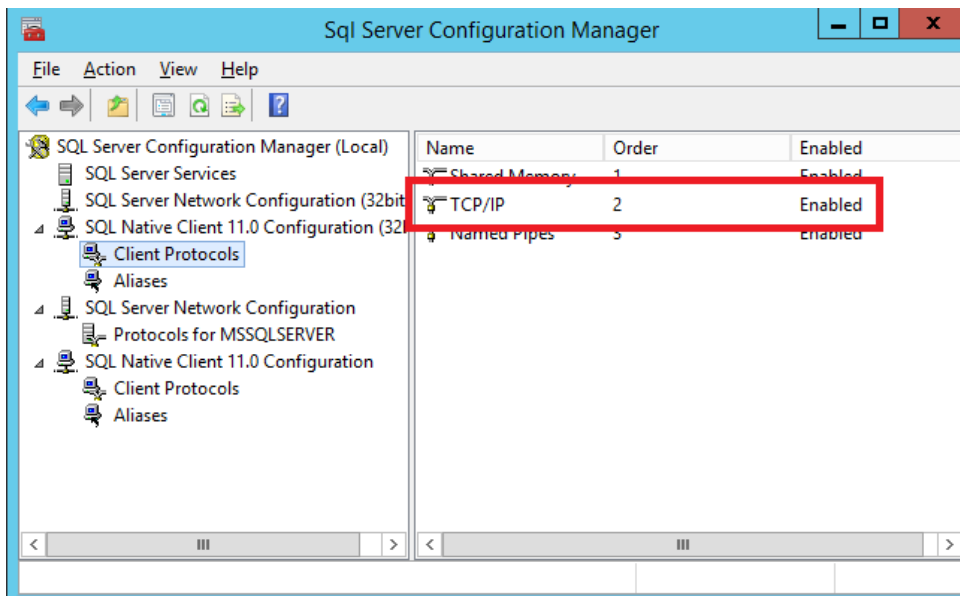 Sql Server Configuration Manager
File Action View Help
SQL Server Configuration Manager (Local)
SQL Server Services
SQL Server Network Configuration (32bit
SQL Native Client 11.0 Configuration (32
Client Protocols
Aliases
SQL Server Network Configuration
Protocols for MSSQLSERVER
SQL Native Client 11.0 Configuration
Client Protocols
Aliases
Name Order Enabled
Shared Memory 1 Enabled
TCP/IP 2 Enabled
Named Pipes 3 Enabled